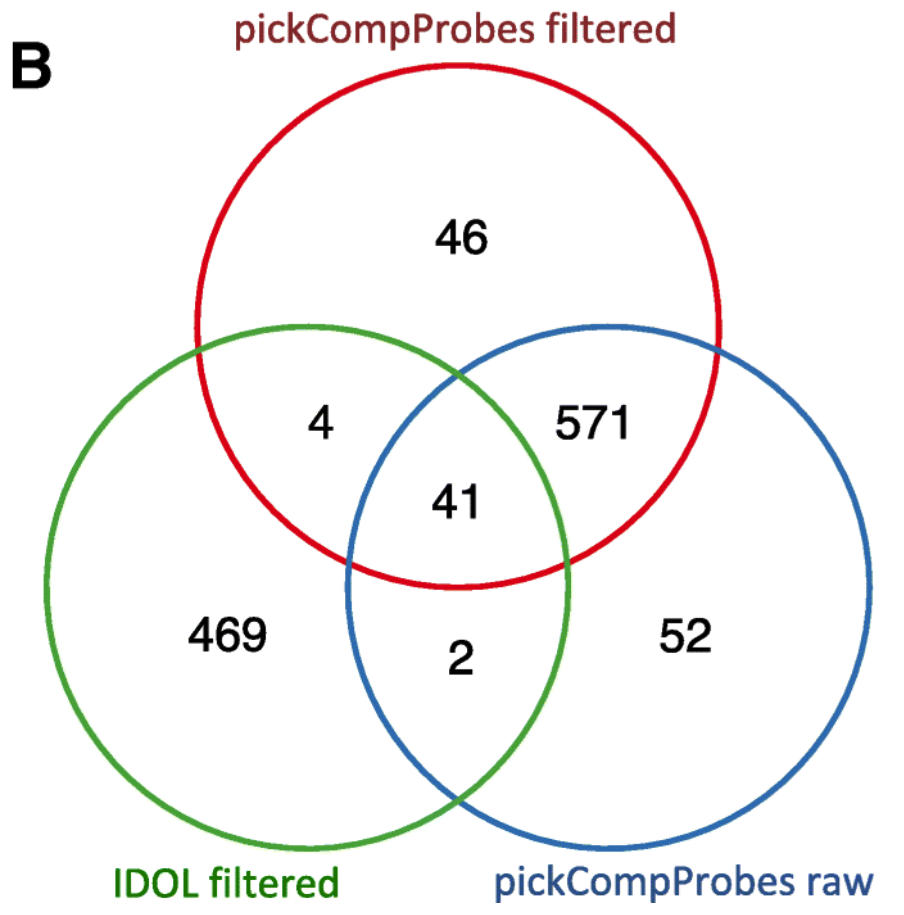 pickCompProbes filtered
B
46
4
571
41
469
2
52
IDOL filtered
pickCompProbes raw